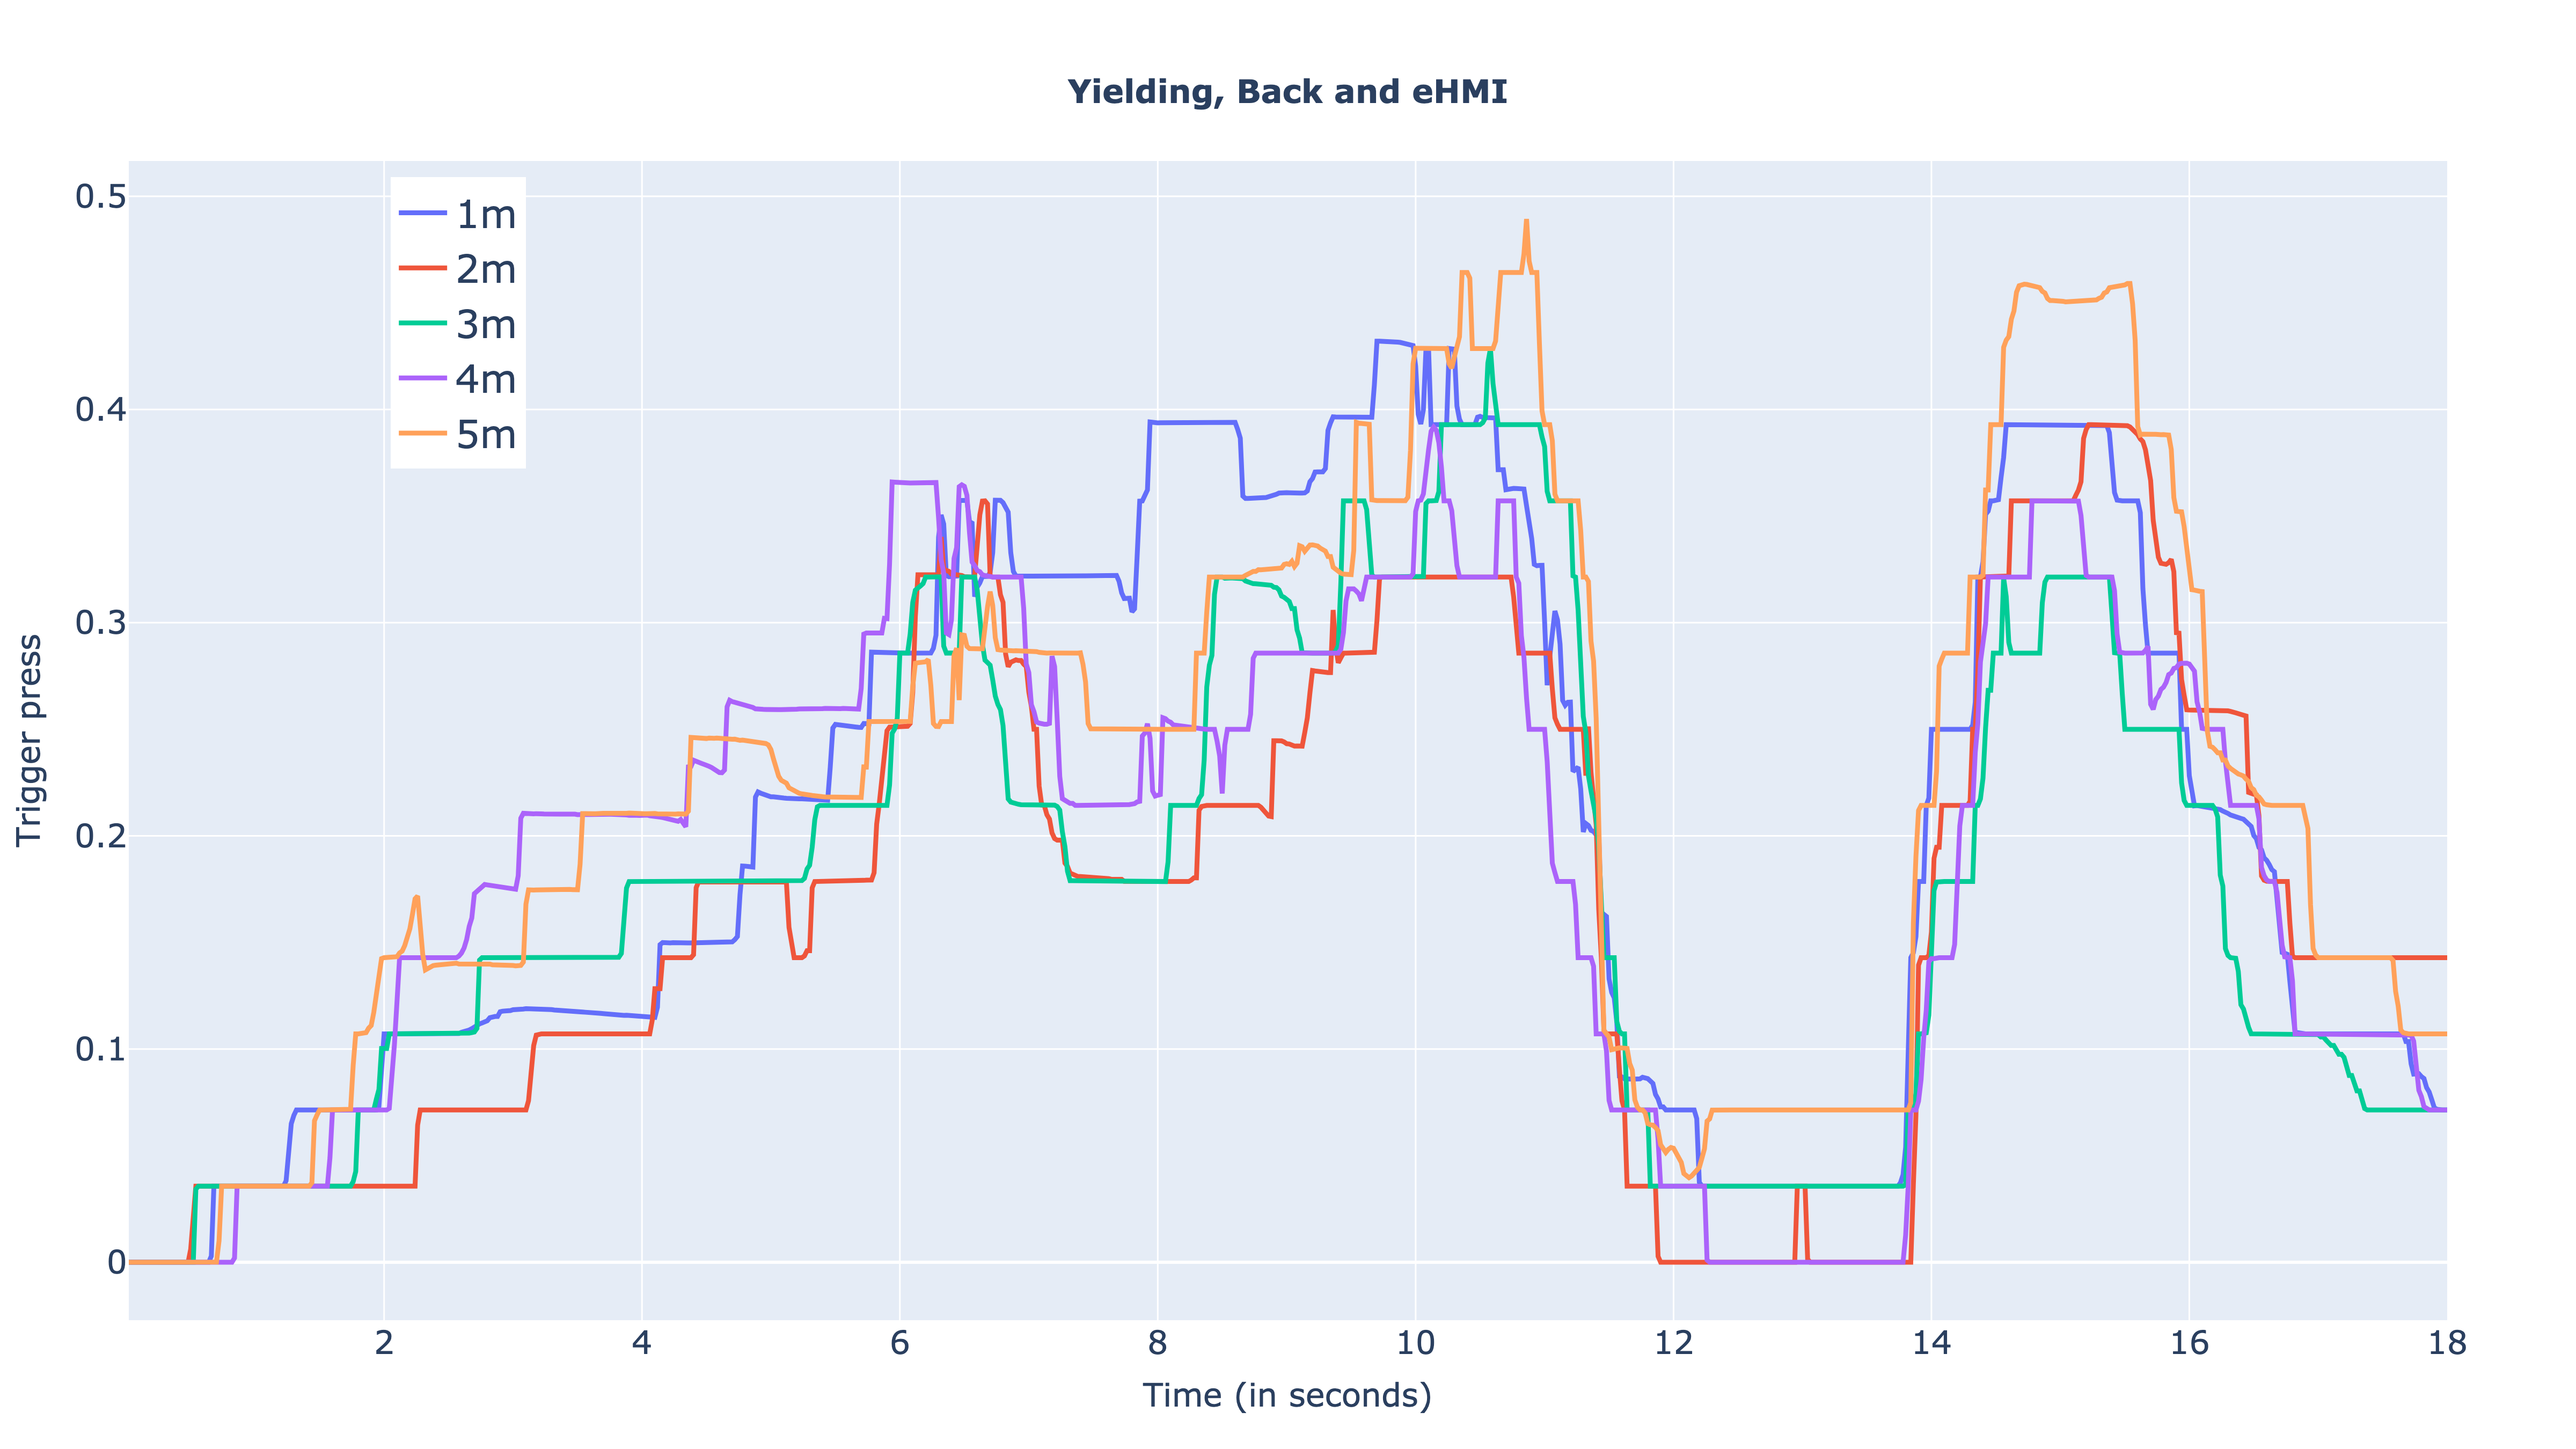 Yielding, Back and eHMI
1m
2m
3m
4m
5m
Trigger press
0.5
0.4
0.3
0.2
0.1
0
2 4 6 8 10 12 14 16 18
Time (in seconds)